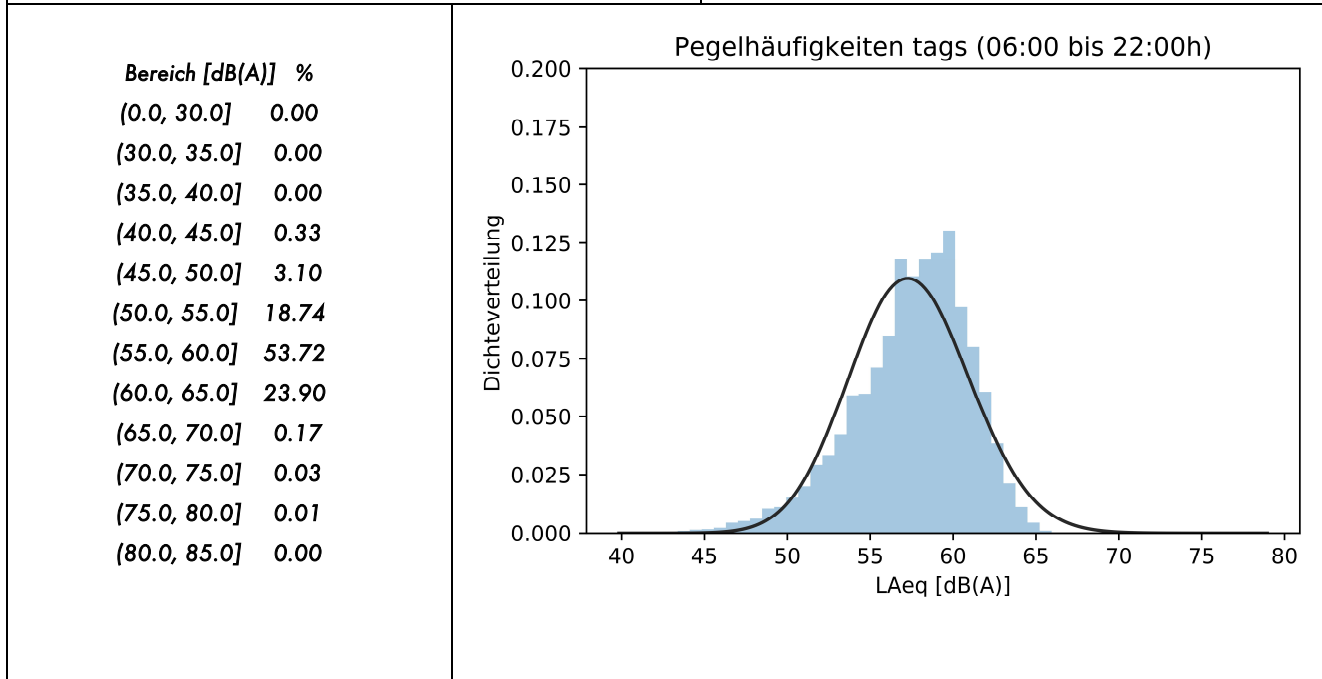 Bereich [dB(A)] %
(0.0, 30.0] 0.00
(30.0, 35.0] 0.00
(35.0, 40.0] 0.00
(40.0, 45.0] 0.33
(45.0, 50.0] 3.10
(50.0, 55.0] 18.74
(55.0, 60.0] 53.72
(60.0, 65.0] 23.90
(65.0, 70.0] 0.17
(70.0, 75.0] 0.03
(75.0, 80.0] 0.01
(80.0, 85.0] 0.00
Pegelhäufigkeiten tags (06:00 bis 22:00h)
0.200
0.175
0.150
0.125
0.100
0.075
0.050
0.025
0.000
Dichteverteilung
40 45 50 55 60 65 70 75 80
LAeq [dB(A)]